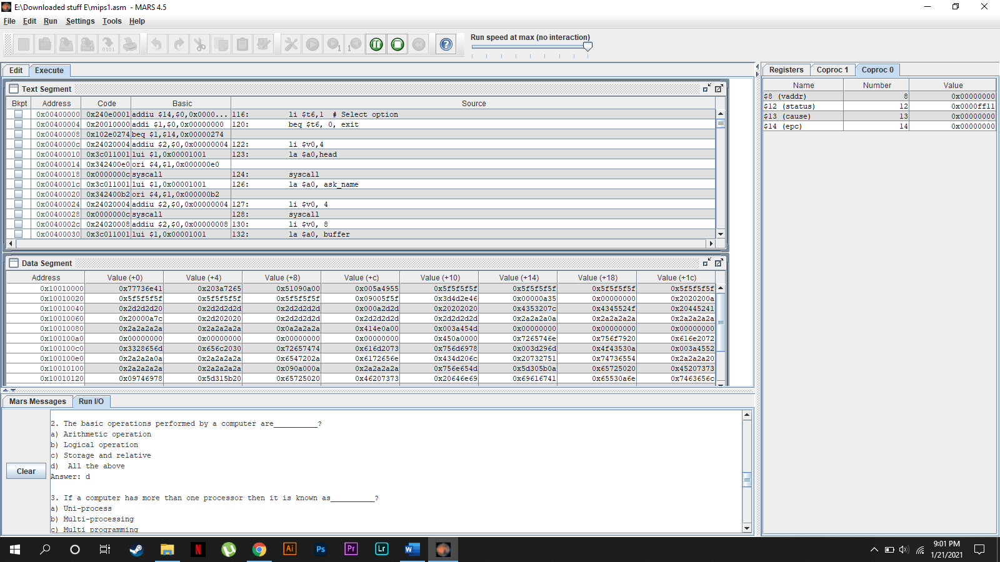 E:\Downloaded stuff E\mips1.asm - MARS 4.5
File Edit Run Settings Tools Help
Run speed at max (no interaction)
Edit Execute
Text Segment
Bkpt Address Code Basic Source
0x00400000 0x240e0001 addiu $14,$0,0x0000... 116: li $t6,1 # Select option
0x00400004 0x20010000 addi $1,$0,0x00000000 120: beq $t6, 0, exit
0x00400008 0x102e0274 beq $1,$14,0x00000274
0x0040000c 0x24020004 addiu $2,$0,0x00000004 122: li $v0,4
0x00400010 0x3c011001 lui $1,0x00001001 123: la $a0,head
0x00400014 0x342400e0 ori $4,$1,0x000000e0
0x00400018 0x0000000c syscall 124: syscall
0x0040001c 0x3c011001 lui $1,0x00001001 126: la $a0, ask_name
0x00400020 0x342400b2 ori $4,$1,0x000000b2
0x00400024 0x24020004 addiu $2,$0,0x00000004 127: li $v0, 4
0x00400028 0x0000000c syscall 128: syscall
0x0040002c 0x24020008 addiu $2,$0,0x00000008 130: li $v0, 8
0x00400030 0x3c011001 lui $1,0x00001001 132: la $a0, buffer
Data Segment
Address Value (+0) Value (+4) Value (+8) Value (+c) Value (+10) Value (+14) Value (+18) Value (+1c)
0x10010000 0x77736e41 0x203a7265 0x51090a00 0x005a4955 0x5f5f5f5f 0x5f5f5f5f 0x5f5f5f5f 0x5f5f5f5f
0x10010020 0x5f5f5f5f 0x5f5f5f5f 0x5f5f5f5f 0x09005f5f 0x3d4d2e46 0x00000a35 0x00000000 0x2020200a
0x10010040 0x2d2d2d20 0x2d2d2d2d 0x2d2d2d2d 0x000a2d2d 0x20202020 0x4353207c 0x4345524f 0x20445241
0x10010060 0x20000a7c 0x2d202020 0x2d2d2d2d 0x2d2d2d2d 0x2d2d2d2d 0x2a2a2a0a 0x2a2a2a2a 0x2a2a2a2a
0x10010080 0x2a2a2a2a 0x2a2a2a2a 0x0a2a2a2a 0x414e0a00 0x003a454d 0x00000000 0x00000000 0x00000000
0x100100a0 0x00000000 0x00000000 0x00000000 0x00000000 0x450a0000 0x7265746e 0x756f7920 0x616e2072
0x100100c0 0x3328656d 0x656c2030 0x72657474 0x616d2073 0x756d6978 0x003d296d 0x4f43530a 0x003a4552
0x100100e0 0x2a2a2a0a 0x2a2a2a2a 0x6547202a 0x6172656e 0x434d206c 0x20732751 0x74736554 0x2a2a2a20
0x10010100 0x2a2a2a2a 0x2a2a2a2a 0x090a000a 0x2a2a2a2a 0x756e654d 0x5d305b0a 0x65725020 0x45207373
0x10010120 0x09746978 0x5d315b20 0x65725020 0x46207373 0x20646e69 0x69616741 0x65530a6e 0x7463656c
Mars Messages Run I/O
Clear
2. The basic operations performed by a computer are__________?
a) Arithmetic operation
b) Logical operation
c) Storage and relative
d)  All the above
Answer: d
3. If a computer has more than one processor then it is known as__________?
a) Uni-process
b) Multi-processing
c) Multi programming
Registers Coproc 1 Coproc 0
Name Number Value
$8 (vaddr) 8 0x00000000
$12 (status) 12 0x0000ff11
$13 (cause) 13 0x00000000
$14 (epc) 14 0x00000000
9:01 PM
1/21/2021